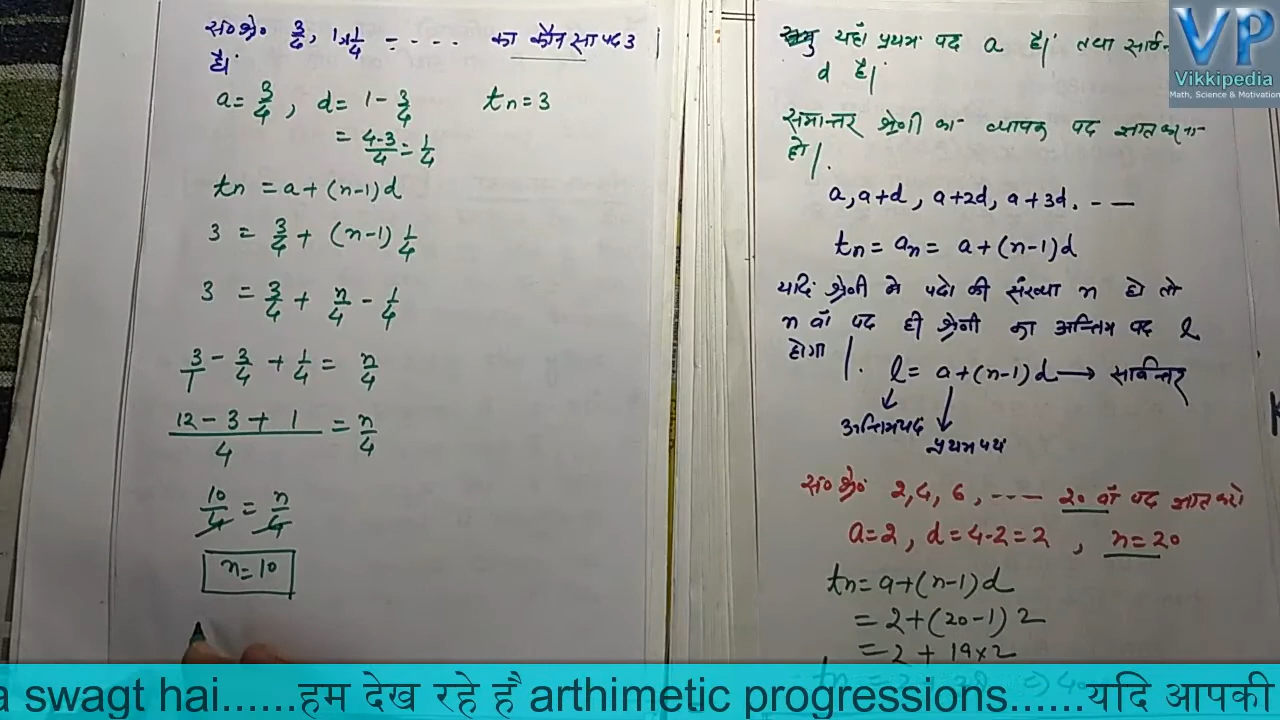 स० श्रे० 3/4, 1, 1 1/4 - - - - का कौन सा पद 3
है।
a = 3/4, d = 1 - 3/4 tn = 3
= (4-3)/4 = 1/4
tn = a + (n-1)d
3 = 3/4 + (n-1) 1/4
3 = 3/4 + n/4 - 1/4
3/1 - 3/4 + 1/4 = n/4
(12 - 3 + 1)/4 = n/4
10/4 = n/4
n = 10
यहाँ प्रथम पद a है। तथा
d है।
समान्तर श्रेणी का व्यापक पद ज्ञात करना
हो।
a, a+d, a+2d, a+3d, - —
tn = an = a + (n-1)d
यदि श्रेणी मे पदो की संख्या n हो तो
n वाँ पद ही श्रेणी का अन्तिम पद l
होगा।
l = a + (n-1)d → सार्वन्तर
अन्तिम पद
प्रथम पद
स० श्रे० 2, 4, 6, ---- 20 वाँ पद ज्ञात करो
a = 2, d = 4-2 = 2, n = 20
tn = a + (n-1)d
= 2 + (20-1) 2
= 2 + 19×2
VP
Vikkipedia
Math, Science & Motivation
a swagt hai......हम देख रहे है arthimetic progressions......यदि आपकी